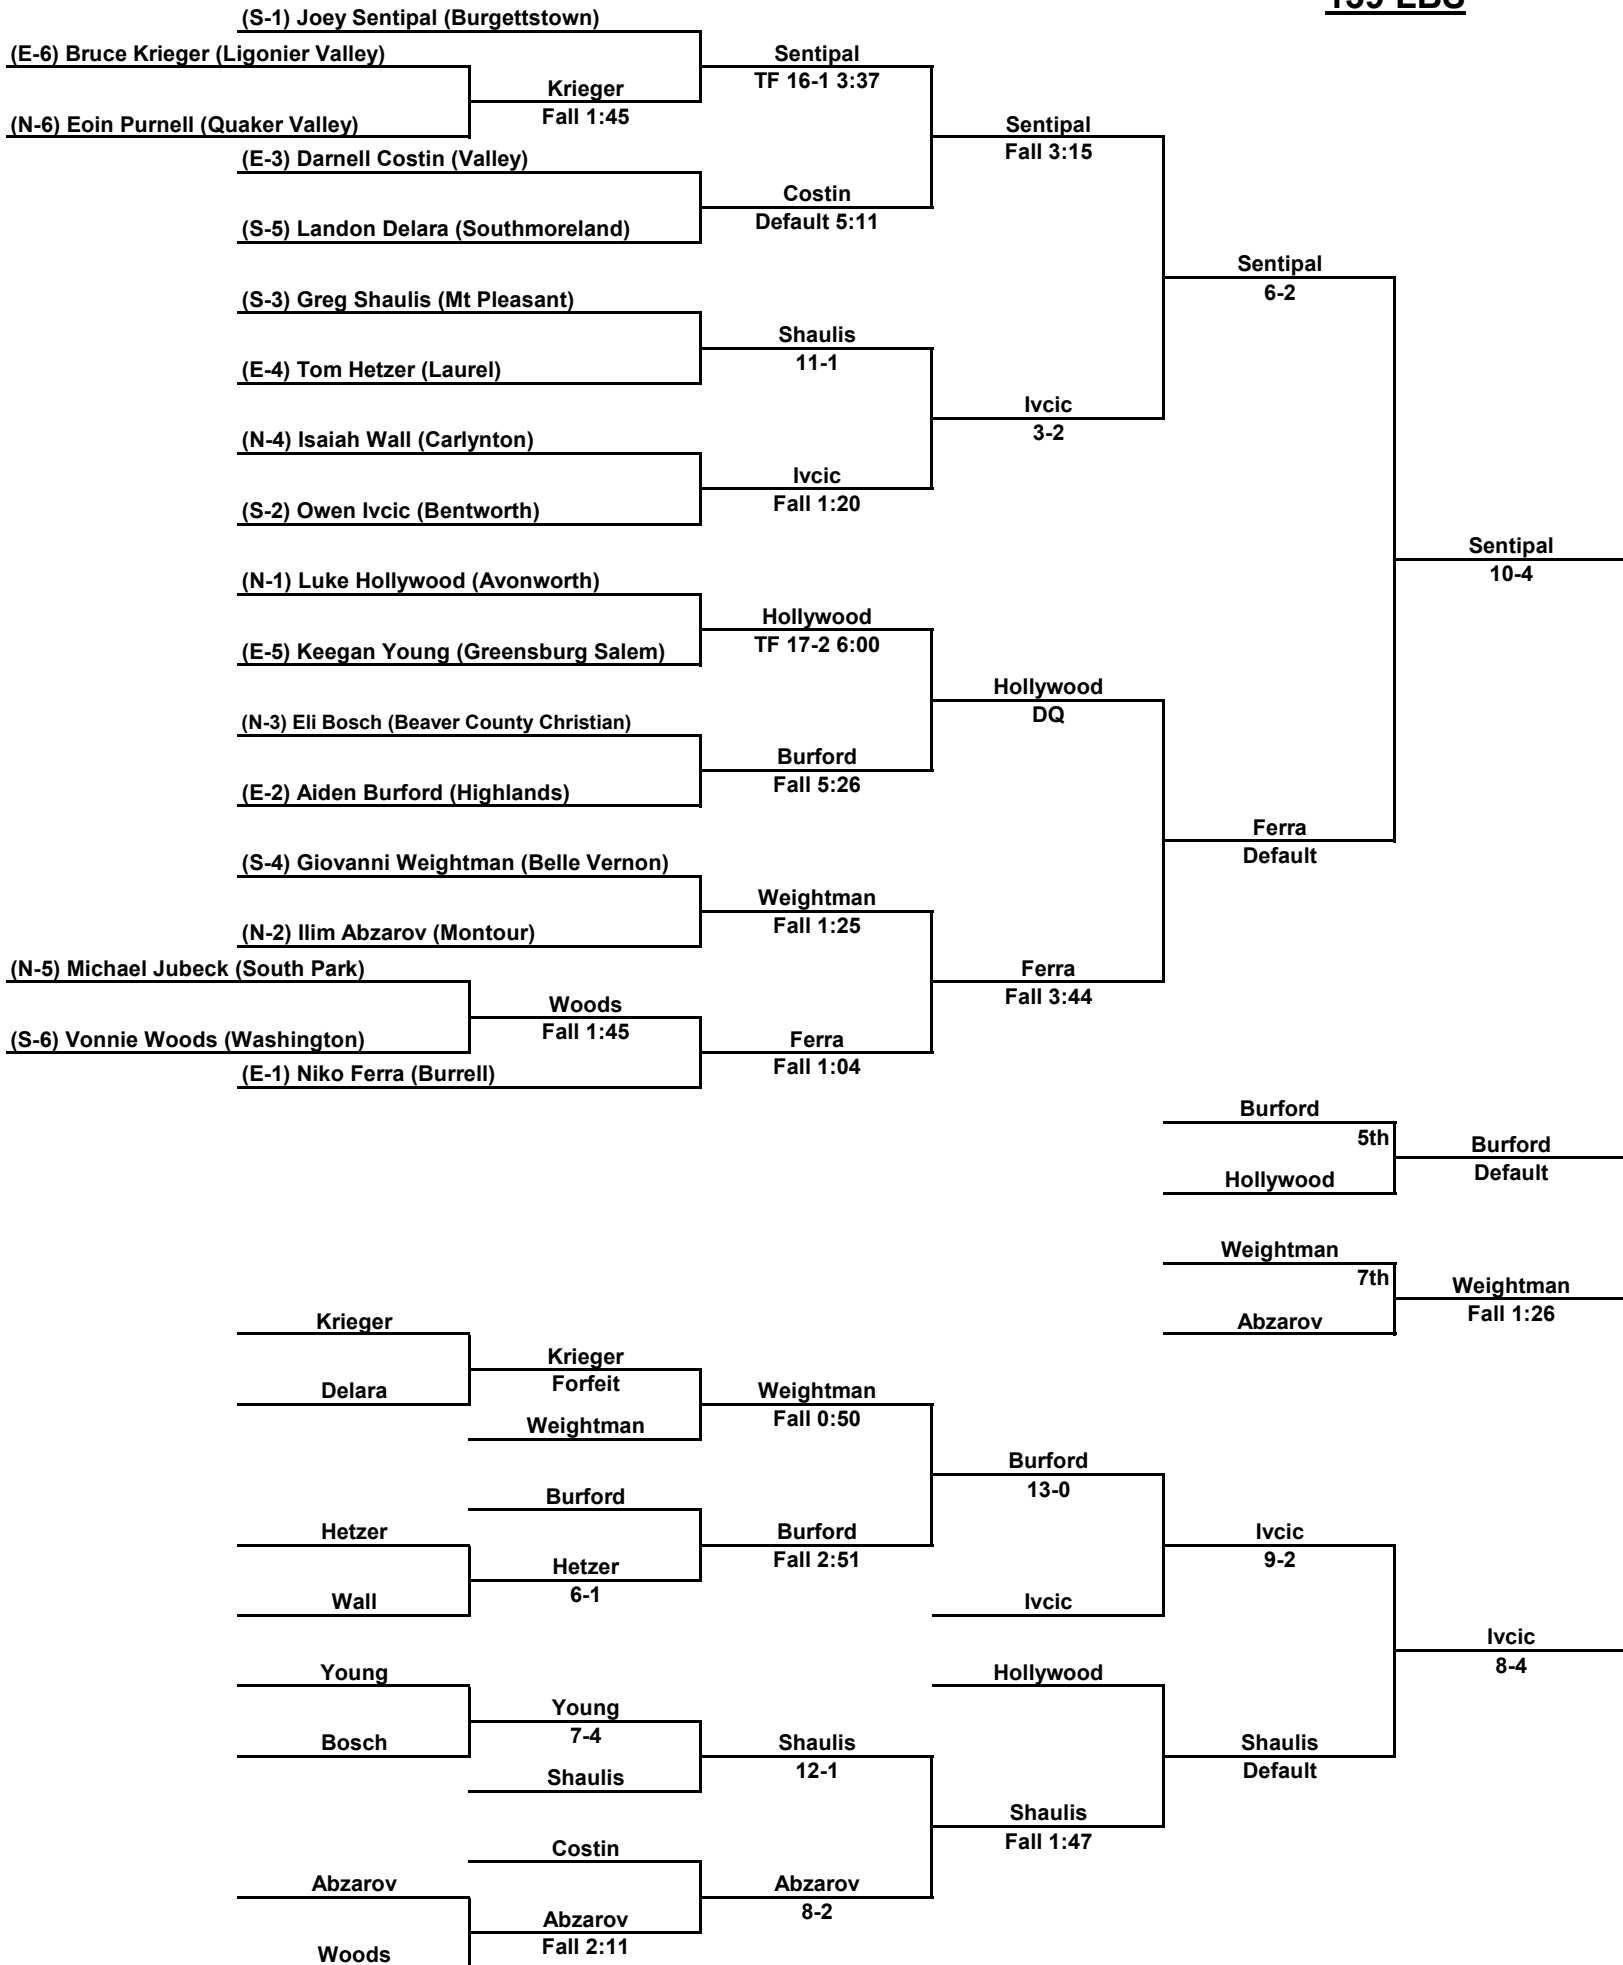 (S-1) Joey Sentipal (Burgettstown)
(E-6) Bruce Krieger (Ligonier Valley)
Sentipal
TF 16-1 3:37
Krieger
Fall 1:45
(N-6) Eoin Purnell (Quaker Valley)
Sentipal
Fall 3:15
(E-3) Darnell Costin (Valley)
Costin
Default 5:11
(S-5) Landon Delara (Southmoreland)
Sentipal
6-2
(S-3) Greg Shaulis (Mt Pleasant)
Shaulis
11-1
(E-4) Tom Hetzer (Laurel)
Ivcic
3-2
(N-4) Isaiah Wall (Carlynton)
Ivcic
Fall 1:20
(S-2) Owen Ivcic (Bentworth)
Sentipal
10-4
(N-1) Luke Hollywood (Avonworth)
Hollywood
TF 17-2 6:00
(E-5) Keegan Young (Greensburg Salem)
Hollywood
DQ
(N-3) Eli Bosch (Beaver County Christian)
Burford
Fall 5:26
(E-2) Aiden Burford (Highlands)
Ferra
Default
(S-4) Giovanni Weightman (Belle Vernon)
Weightman
Fall 1:25
(N-2) Ilim Abzarov (Montour)
(N-5) Michael Jubeck (South Park)
Ferra
Fall 3:44
Woods
Fall 1:45
(S-6) Vonnie Woods (Washington)
Ferra
Fall 1:04
(E-1) Niko Ferra (Burrell)
Burford
5th
Burford
Default
Hollywood
Weightman
7th
Weightman
Fall 1:26
Abzarov
Krieger
Krieger
Forfeit
Delara
Weightman
Fall 0:50
Weightman
Burford
13-0
Burford
Hetzer
Burford
Fall 2:51
Ivcic
9-2
Hetzer
6-1
Wall
Ivcic
Ivcic
8-4
Young
Hollywood
Young
7-4
Bosch
Shaulis
12-1
Shaulis
Default
Shaulis
Shaulis
Fall 1:47
Costin
Abzarov
Abzarov
8-2
Abzarov
Fall 2:11
Woods